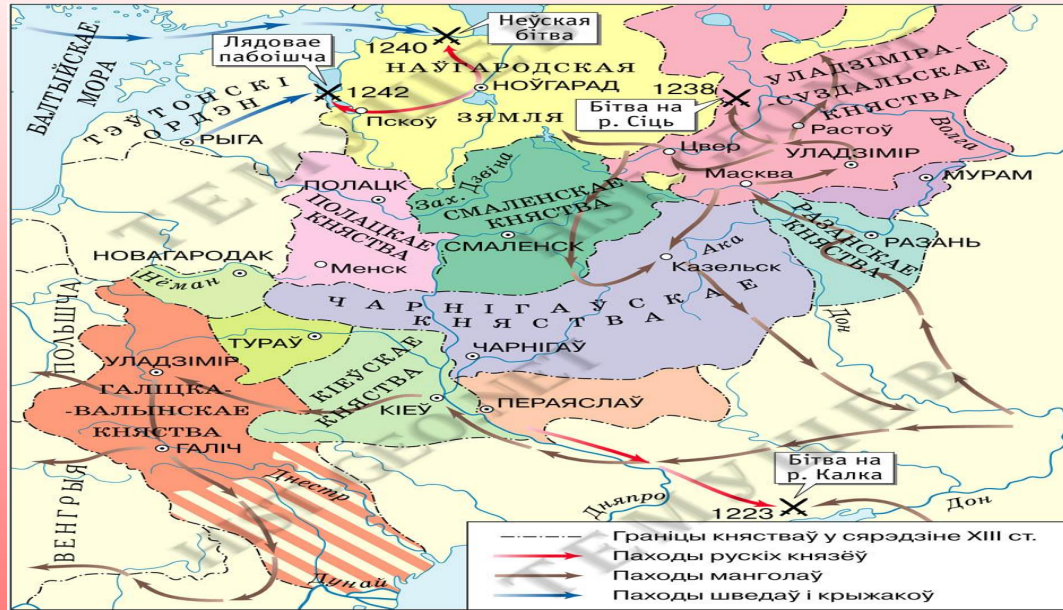 Неўская
бітва
1240
Лядовае
пабоішча
1242
БАЛТЫЙСКАЕ
МОРА
ТЭЎТОНСКІ
ОРДЭН
РЫГА
НАЎГАРОДСКАЯ
ЗЯМЛЯ
НОЎГАРАД
Пскоў
1238
Бітва на
р. Сіць
УЛАДЗІМІРА-
СУЗДАЛЬСКАЕ
КНЯСТВА
Растоў
Волга
Цвер
УЛАДЗІМІР
Масква
МУРАМ
РАЗАНСКАЕ
КНЯСТВА
РАЗАНЬ
ПОЛАЦК
ПОЛАЦКАЕ
КНЯСТВА
Менск
Зах. Дзвіна
СМАЛЕНСКАЕ
КНЯСТВА
СМАЛЕНСК
Ака
Казельск
Дон
НОВАГАРОДАК
Нёман
ЧАРНІГАЎСКАЕ
КНЯСТВА
ЧАРНІГАЎ
ПОЛЬШЧА
ТУРАЎ
УЛАДЗІМІР
ГАЛІЦКА-
-ВАЛЫНСКАЕ
КНЯСТВА
ГАЛІЧ
КІЕЎСКАЕ
КНЯСТВА
КІЕЎ
ПЕРАЯСЛАЎ
ВЕНГРЫЯ
Днестр
Дунай
Дняпро
Бітва на
р. Калка
1223
Дон
Граніцы княстваў у сярэдзіне XIII ст.
Паходы рускіх князёў
Паходы манголаў
Паходы шведаў і крыжакоў